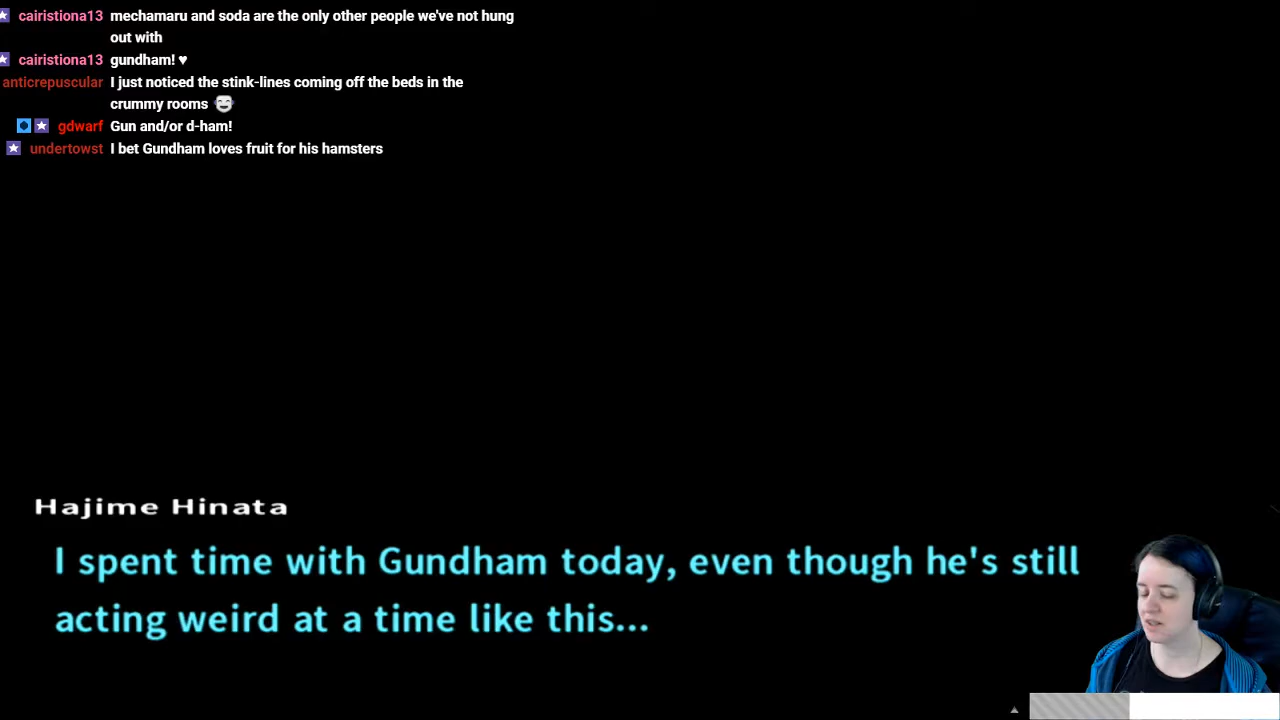 cairistiona13 mechamaru and soda are the only other people we've not hung
out with
cairistiona13 gundham! ♥
anticrepuscular I just noticed the stink-lines coming off the beds in the
crummy rooms
gdwarf Gun and/or d-ham!
undertowst I bet Gundham loves fruit for his hamsters
Hajime Hinata
I spent time with Gundham today, even though he's still
acting weird at a time like this...